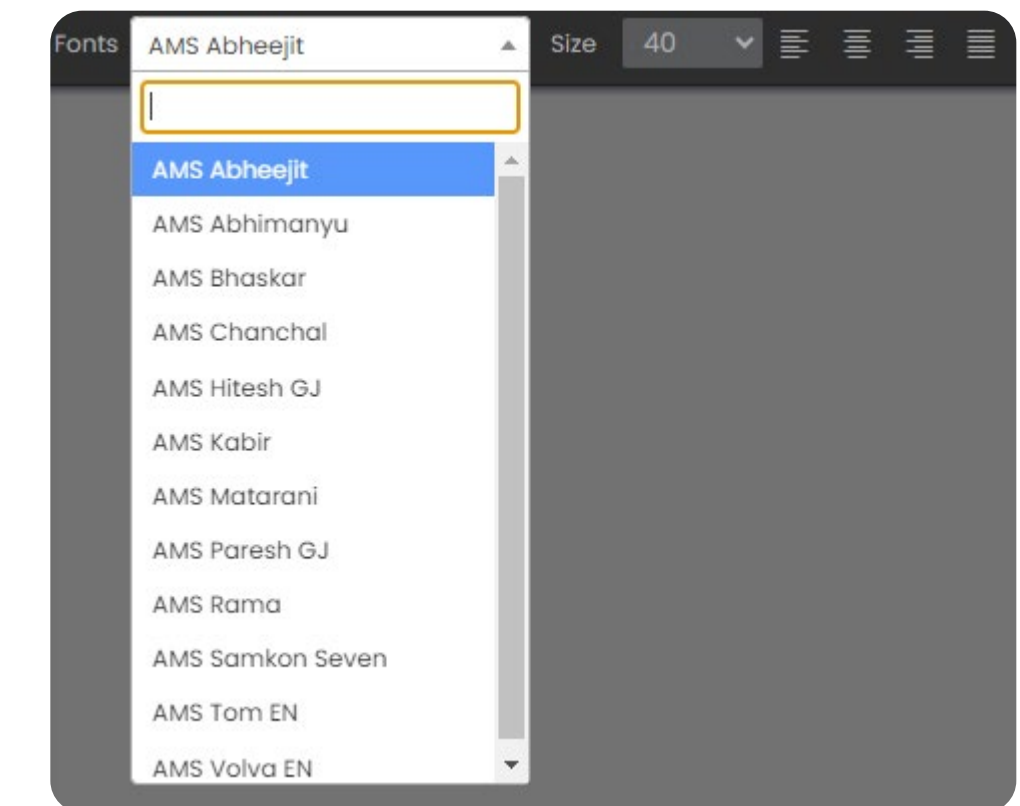 Fonts AMS Abheejit Size 40
AMS Abheejit
AMS Abhimanyu
AMS Bhaskar
AMS Chanchal
AMS Hitesh GJ
AMS Kabir
AMS Matarani
AMS Paresh GJ
AMS Rama
AMS Samkon Seven
AMS Tom EN
AMS Volva EN